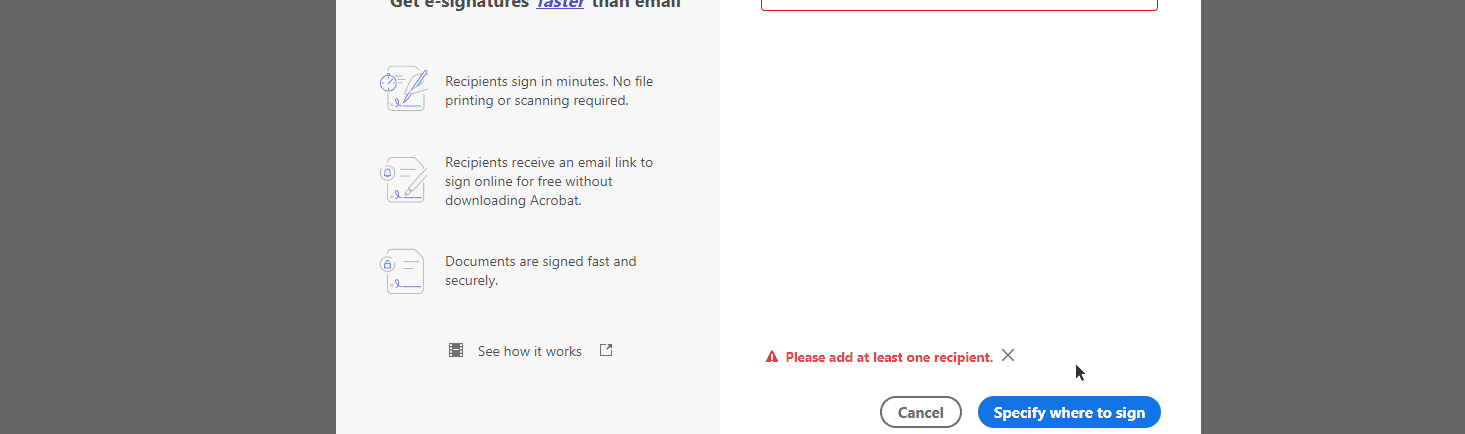 Get e-signatures faster than email
Recipients sign in minutes. No file
printing or scanning required.
Recipients receive an email link to
sign online for free without
downloading Acrobat.
Documents are signed fast and
securely.
See how it works
Please add at least one recipient.
Cancel
Specify where to sign